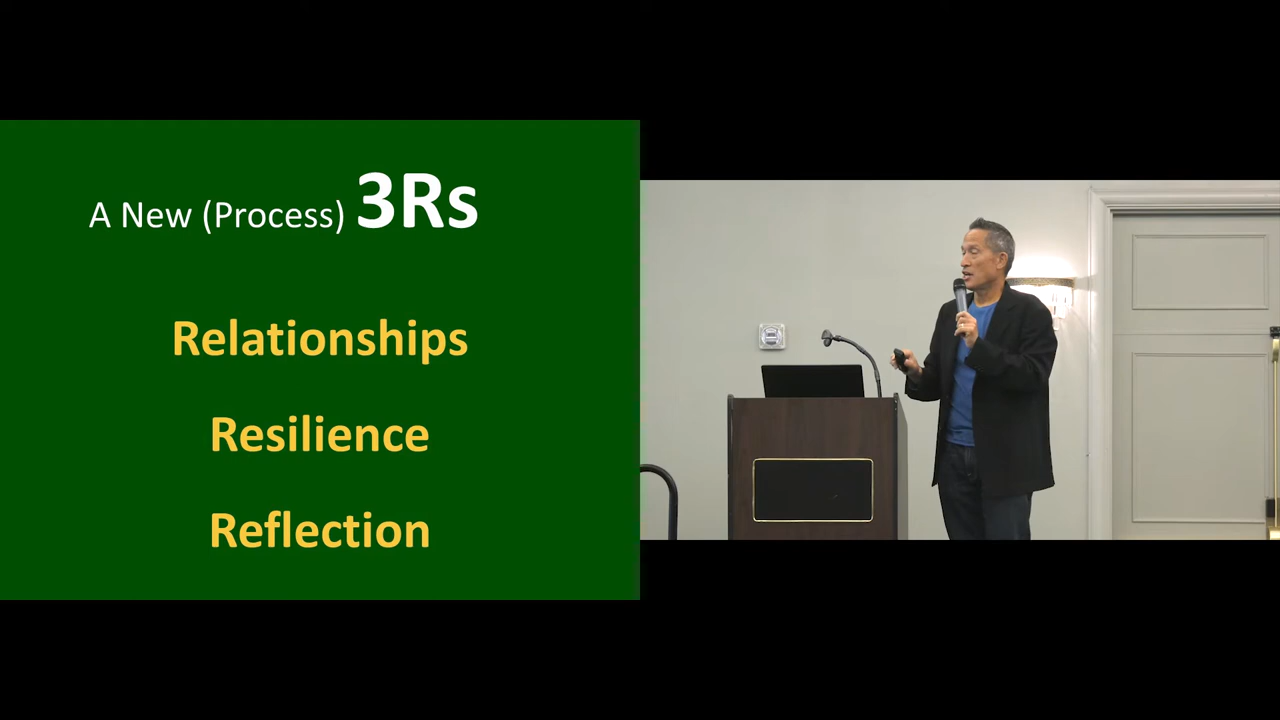 A New (Process) 3Rs
Relationships
Resilience
Reflection